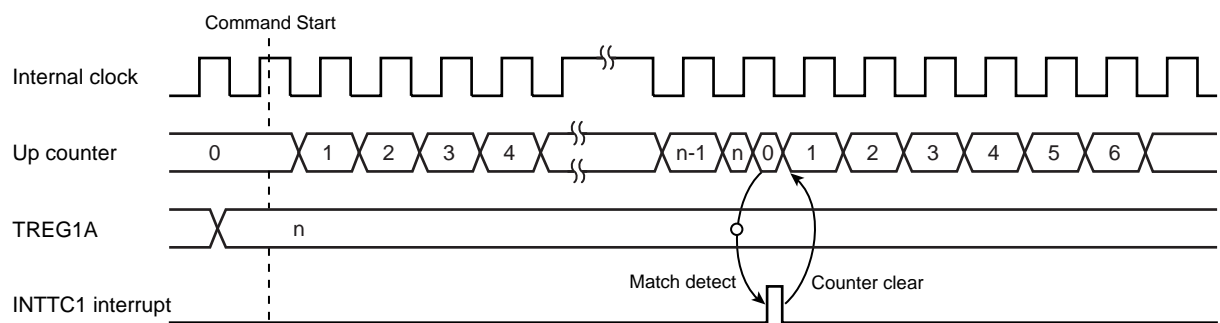 Command Start
Internal clock
Up counter 0 1 2 3 4 n-1 n 0 1 2 3 4 5 6
TREG1A n
Match detect Counter clear
INTTC1 interrupt